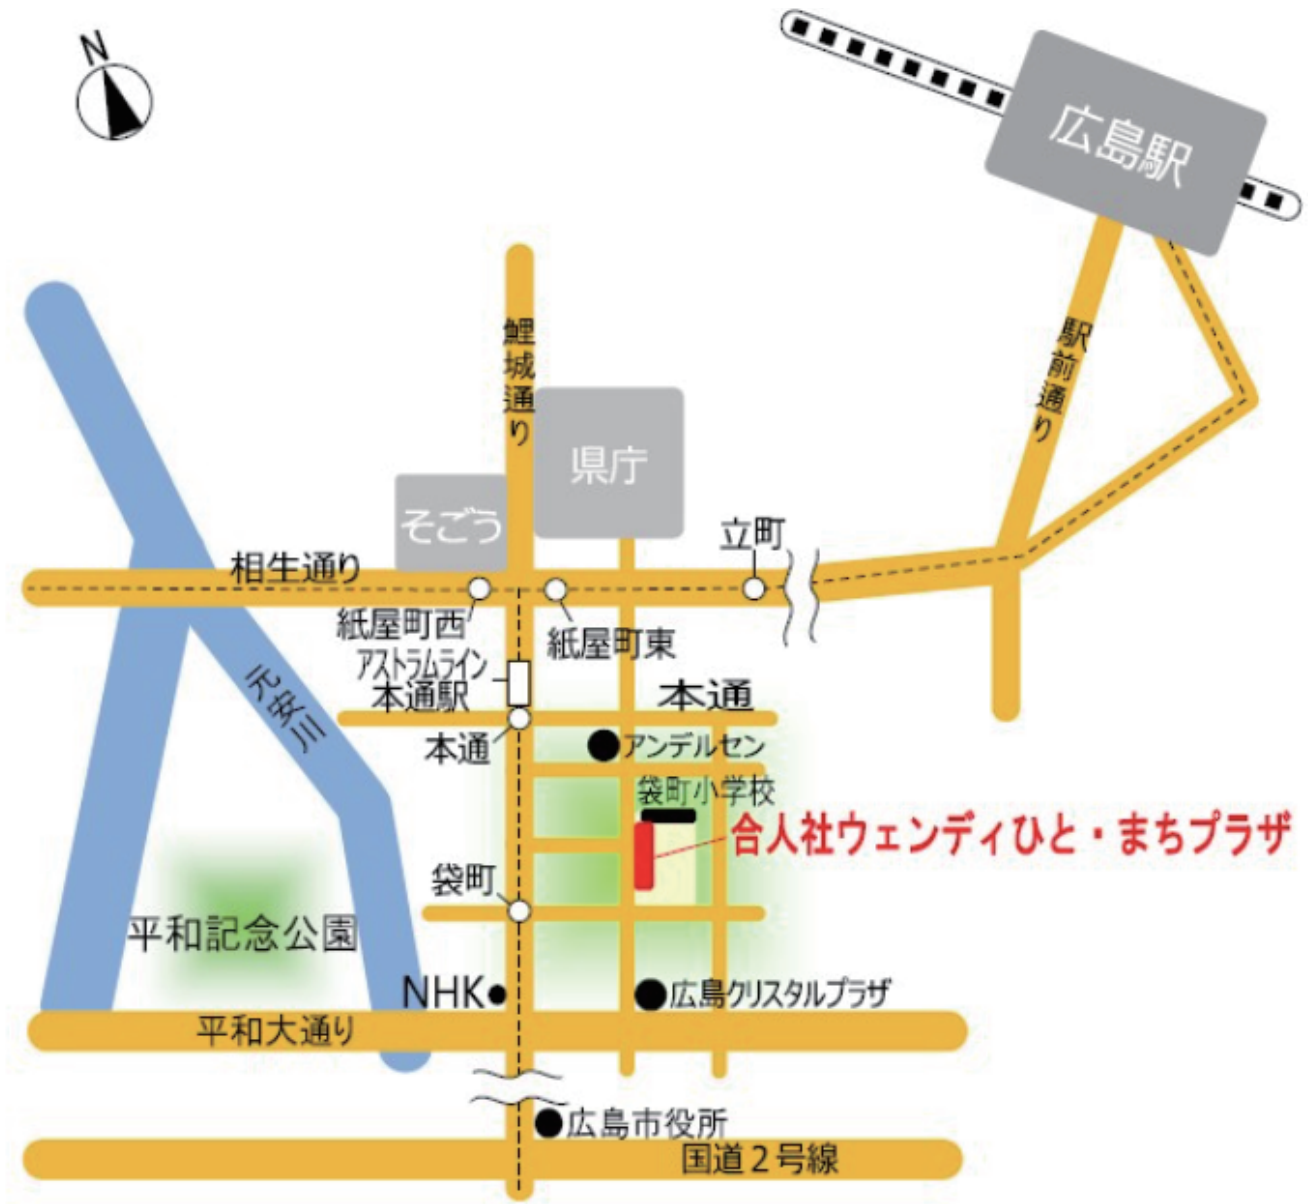 N
広島駅
鯉城通り
駅前通り
県庁
そごう
立町
相生通り
紙屋町西
紙屋町東
アストラムライン
本通駅
本通
元安川
本通
アンデルセン
袋町小学校
合人社ウェンディひと・まちプラザ
袋町
平和記念公園
NHK
広島クリスタルプラザ
平和大通り
広島市役所
国道2号線